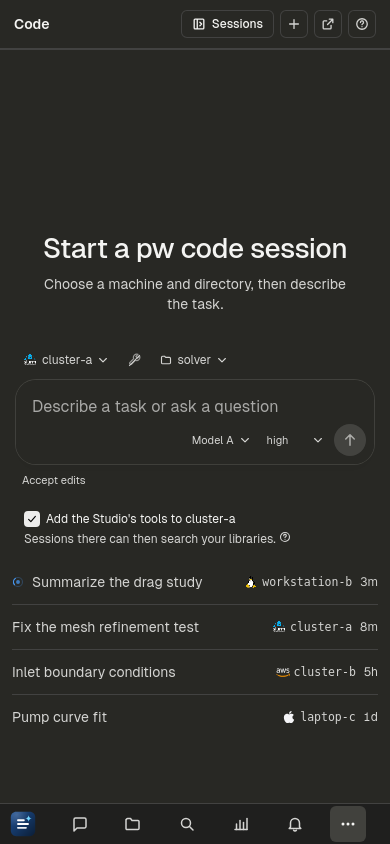 Code
Sessions
Start a pw code session
Choose a machine and directory, then describe
the task.
cluster-a
solver
Describe a task or ask a question
Model A
high
Accept edits
Add the Studio's tools to cluster-a
Sessions there can then search your libraries.
Summarize the drag study workstation-b 3m
Fix the mesh refinement test cluster-a 8m
Inlet boundary conditions aws cluster-b 5h
Pump curve fit laptop-c id